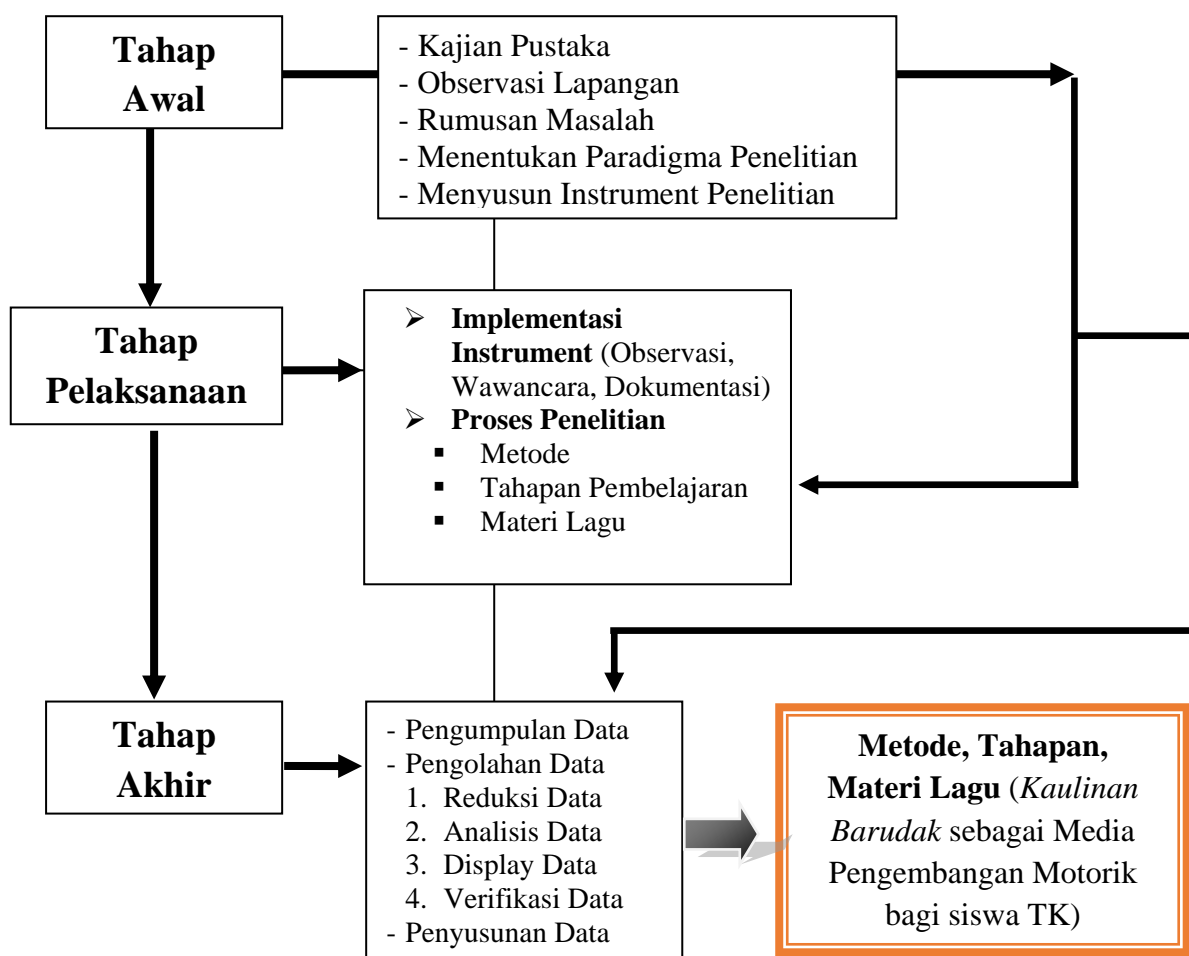 Tahap
Awal
- Kajian Pustaka
- Observasi Lapangan
- Rumusan Masalah
- Menentukan Paradigma Penelitian
- Menyusun Instrument Penelitian
Tahap
Pelaksanaan
➢ Implementasi
Instrument (Observasi,
Wawancara, Dokumentasi)
➢ Proses Penelitian
▪ Metode
▪ Tahapan Pembelajaran
▪ Materi Lagu
Tahap
Akhir
- Pengumpulan Data
- Pengolahan Data
1. Reduksi Data
2. Analisis Data
3. Display Data
4. Verifikasi Data
- Penyusunan Data
Metode, Tahapan,
Materi Lagu (Kaulinan
Barudak sebagai Media
Pengembangan Motorik
bagi siswa TK)